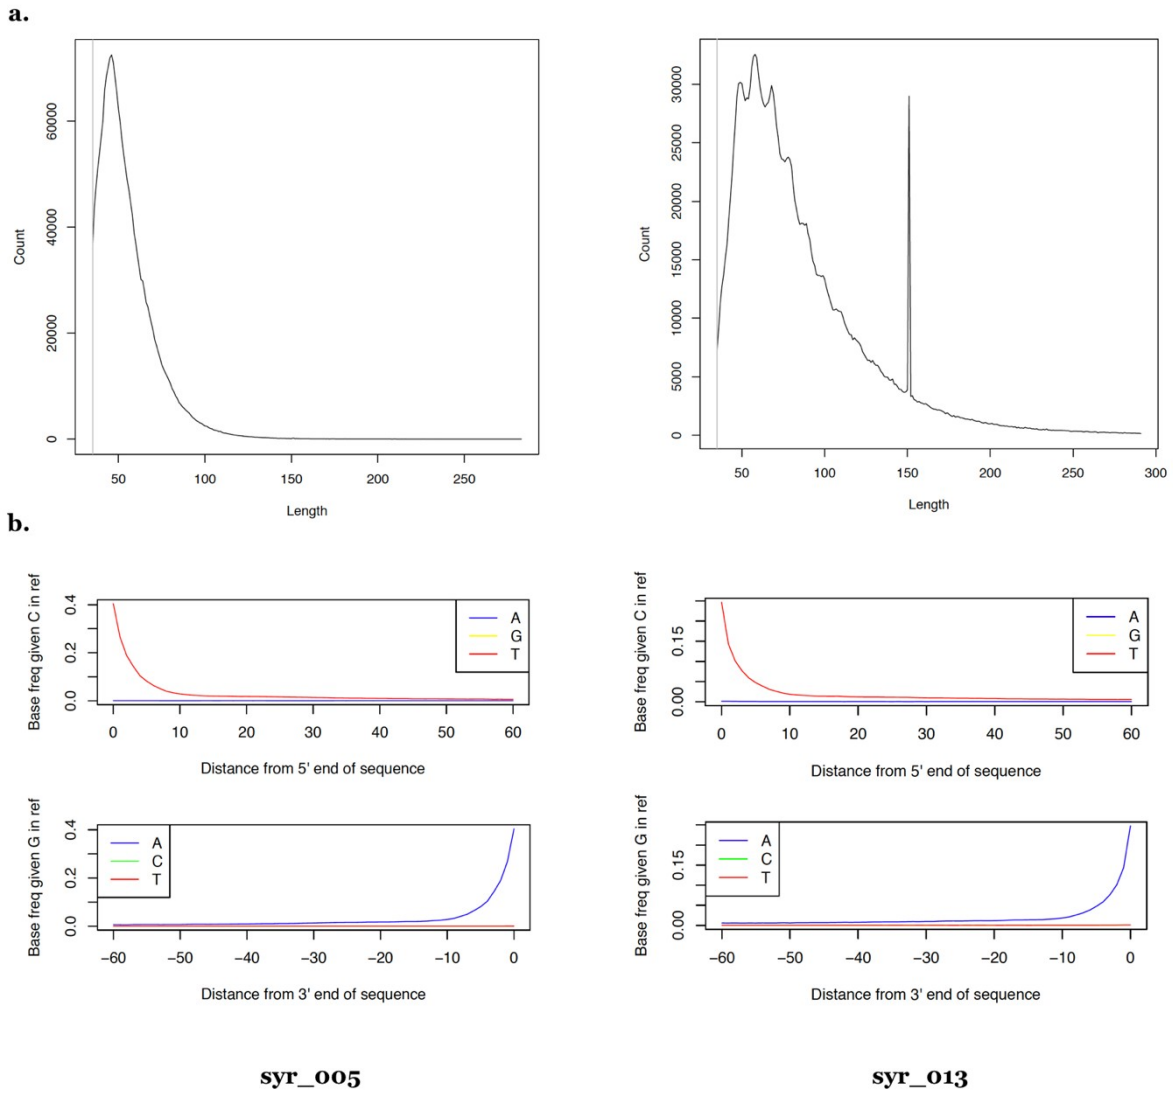 a.
Count
60000
40000
20000
0
50 100 150 200 250
Length
Count
30000
25000
20000
15000
10000
5000
0
50 100 150 200 250 300
Length
b.
Base freq given C in ref
0.4
0.2
0.0
A
G
T
0 10 20 30 40 50 60
Distance from 5' end of sequence
Base freq given C in ref
0.15
0.00
A
G
T
0 10 20 30 40 50 60
Distance from 5' end of sequence
Base freq given G in ref
0.4
0.2
0.0
A
C
T
−60 −50 −40 −30 −20 −10 0
Distance from 3' end of sequence
Base freq given G in ref
0.15
0.00
A
C
T
−60 −50 −40 −30 −20 −10 0
Distance from 3' end of sequence
syr_005
syr_013